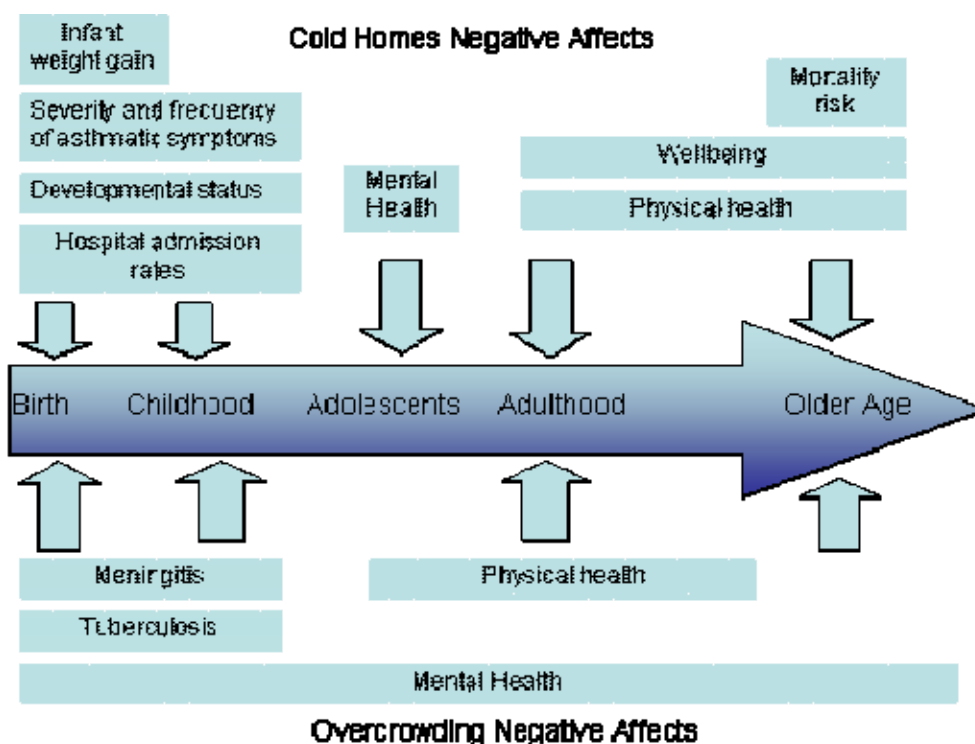 Infant
weight gain
Cold Homes Negative Affects
Mortality
risk
Severity and frecuency
of asthmatic symptoms
Wellbeing
Developmental status
Mental
Health
Physical health
Hospital admission
rates
Birth
Childhood
Adolescents
Adulthood
Older Age
Meningitis
Physical health
Tuberculosis
Mental Health
Overcrowding Negative Affects